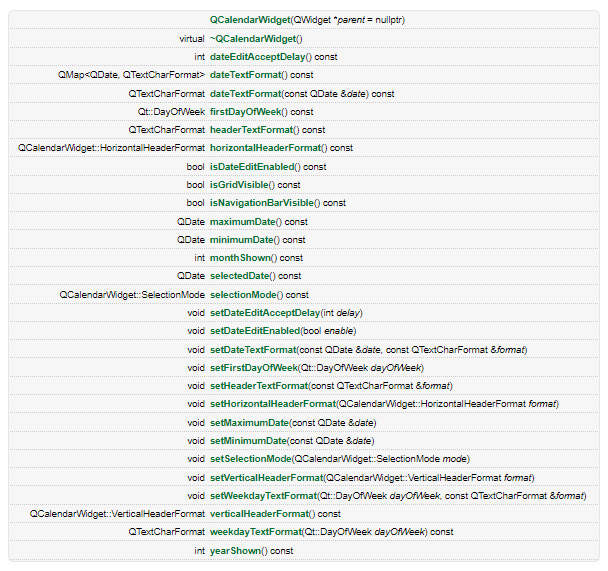 QCalendarWidget(QWidget *parent = nullptr)
virtual ~QCalendarWidget()
int dateEditAcceptDelay() const
QMap<QDate, QTextCharFormat> dateTextFormat() const
QTextCharFormat dateTextFormat(const QDate &date) const
Qt::DayOfWeek firstDayOfWeek() const
QTextCharFormat headerTextFormat() const
QCalendarWidget::HorizontalHeaderFormat horizontalHeaderFormat() const
bool isDateEditEnabled() const
bool isGridVisible() const
bool isNavigationBarVisible() const
QDate maximumDate() const
QDate minimumDate() const
int monthShown() const
QDate selectedDate() const
QCalendarWidget::SelectionMode selectionMode() const
void setDateEditAcceptDelay(int delay)
void setDateEditEnabled(bool enable)
void setDateTextFormat(const QDate &date, const QTextCharFormat &format)
void setFirstDayOfWeek(Qt::DayOfWeek dayOfWeek)
void setHeaderTextFormat(const QTextCharFormat &format)
void setHorizontalHeaderFormat(QCalendarWidget::HorizontalHeaderFormat format)
void setMaximumDate(const QDate &date)
void setMinimumDate(const QDate &date)
void setSelectionMode(QCalendarWidget::SelectionMode mode)
void setVerticalHeaderFormat(QCalendarWidget::VerticalHeaderFormat format)
void setWeekdayTextFormat(Qt::DayOfWeek dayOfWeek, const QTextCharFormat &format)
QCalendarWidget::VerticalHeaderFormat verticalHeaderFormat() const
QTextCharFormat weekdayTextFormat(Qt::DayOfWeek dayOfWeek) const
int yearShown() const